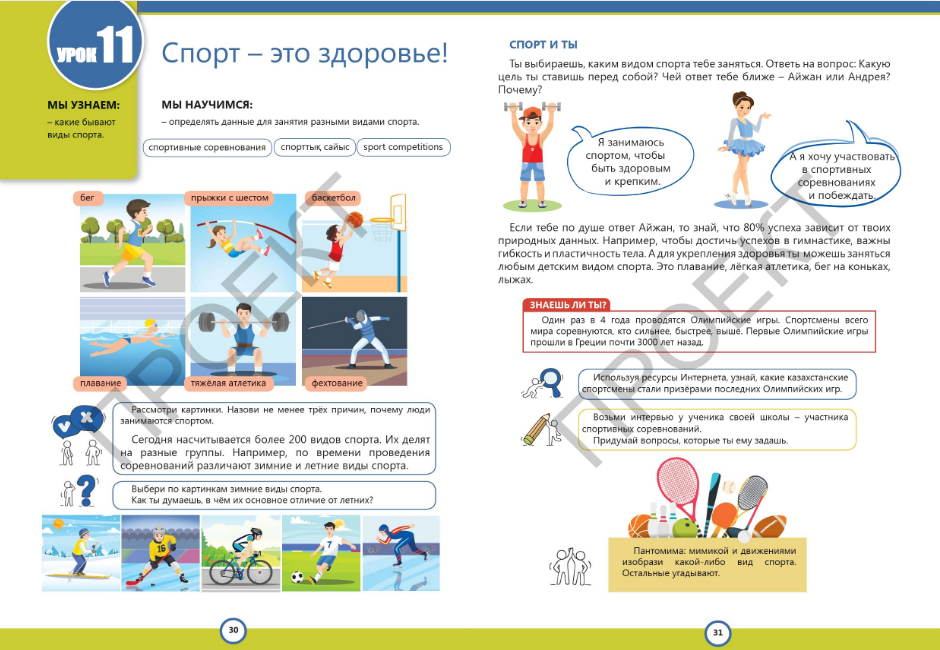 УРОК 11
Спорт – это здоровье!
МЫ УЗНАЕМ:
– какие бывают
виды спорта.
МЫ НАУЧИМСЯ:
– определять данные для занятия разными видами спорта.
спортивные соревнования
спорттық сайыс
sport competitions
бег
прыжки с шестом
баскетбол
плавание
тяжёлая атлетика
фехтование
Рассмотри картинки. Назови не менее трёх причин, почему люди
занимаются спортом.
Сегодня насчитывается более 200 видов спорта. Их делят
на разные группы. Например, по времени проведения
соревнований различают зимние и летние виды спорта.
Выбери по картинкам зимние виды спорта.
Как ты думаешь, в чём их основное отличие от летних?
16
30
СПОРТ И ТЫ
Ты выбираешь, каким видом спорта тебе заняться. Ответь на вопрос: Какую
цель ты ставишь перед собой? Чей ответ тебе ближе – Айжан или Андрея?
Почему?
Я занимаюсь
спортом, чтобы
быть здоровым
и крепким.
А я хочу участвовать
в спортивных
соревнованиях
и побеждать.
Если тебе по душе ответ Айжан, то знай, что 80% успеха зависит от твоих
природных данных. Например, чтобы достичь успехов в гимнастике, важны
гибкость и пластичность тела. А для укрепления здоровья ты можешь заняться
любым детским видом спорта. Это плавание, лёгкая атлетика, бег на коньках,
лыжах.
ЗНАЕШЬ ЛИ ТЫ?
Один раз в 4 года проводятся Олимпийские игры. Спортсмены всего
мира соревнуются, кто сильнее, быстрее, выше. Первые Олимпийские игры
прошли в Греции почти 3000 лет назад.
Используя ресурсы Интернета, узнай, какие казахстанские
спортсмены стали призёрами последних Олимпийских игр.
Возьми интервью у ученика своей школы – участника
спортивных соревнований.
Придумай вопросы, которые ты ему задашь.
Пантомима: мимикой и движениями
изобрази какой-либо вид спорта.
Остальные угадывают.
31
ПРОЕКТ
ПРОЕКТ